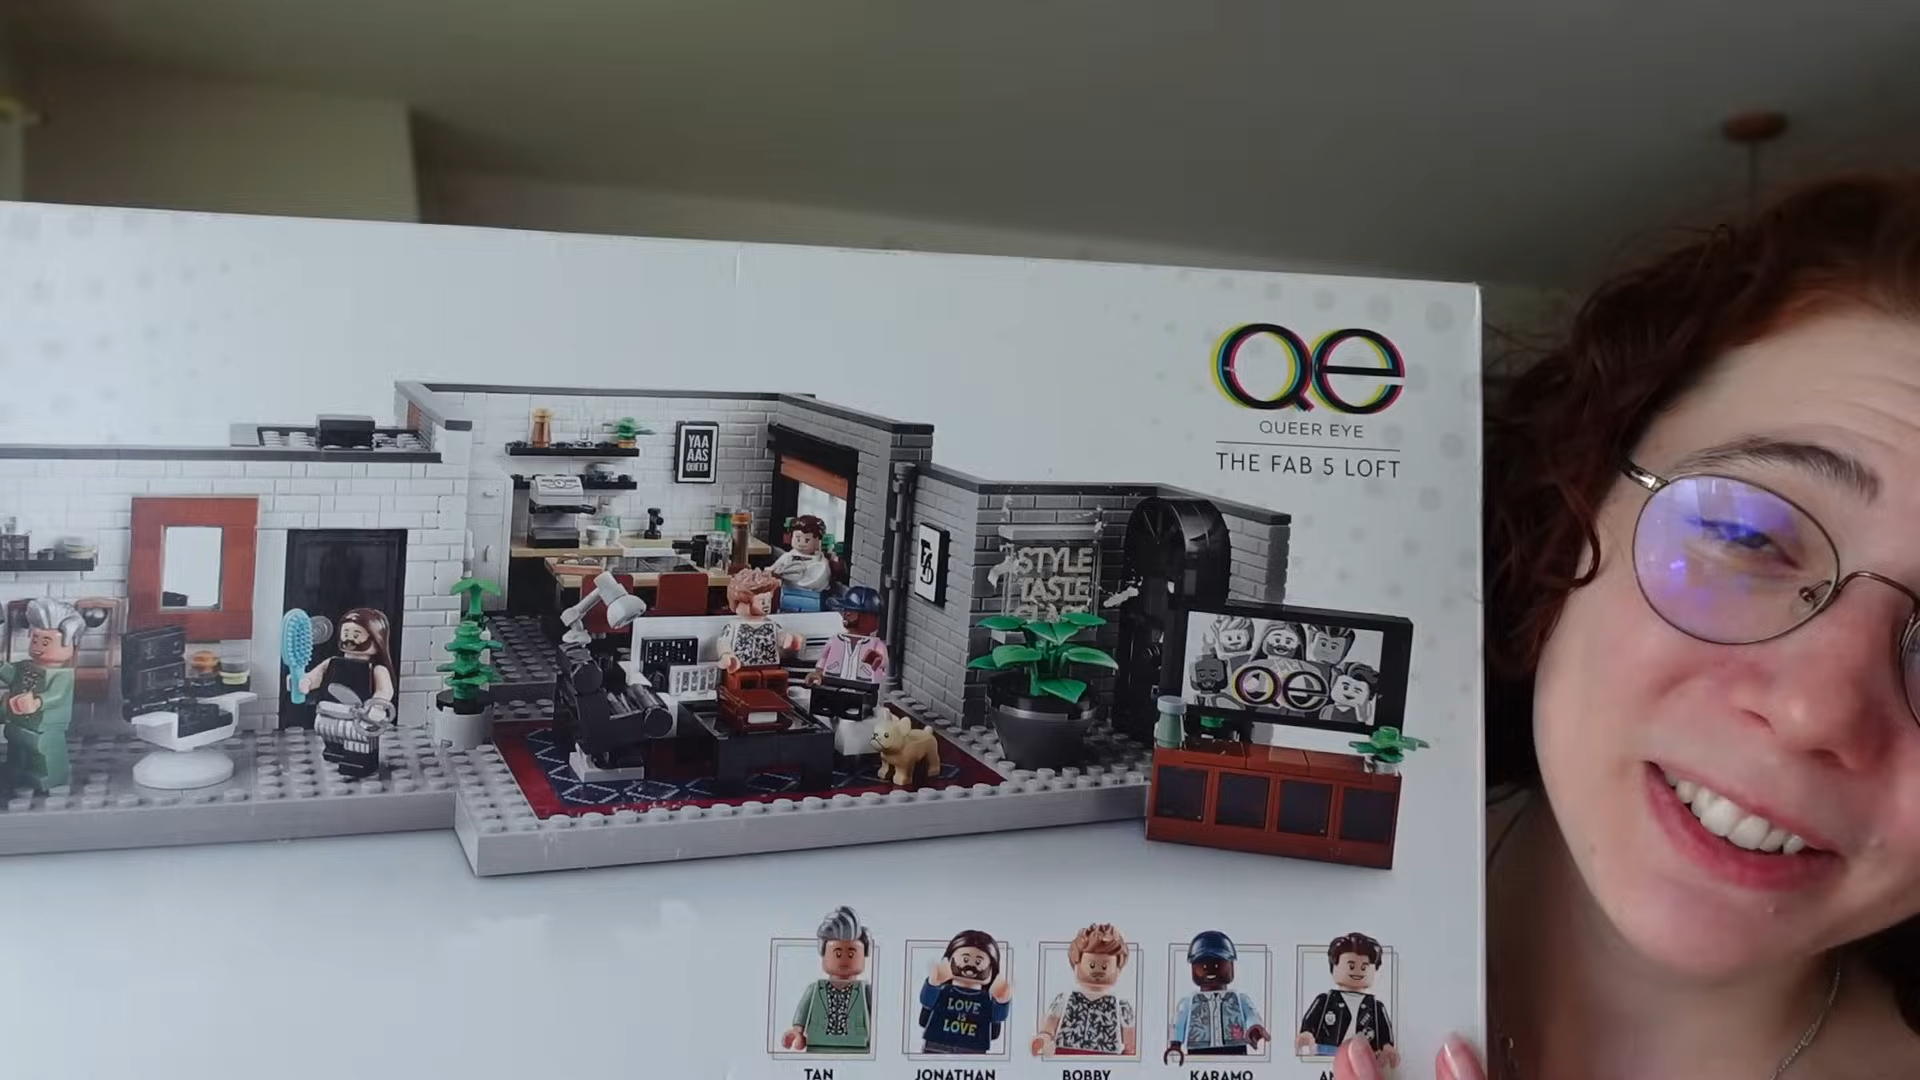 Qe
QUEER EYE
THE FAB 5 LOFT
YAA
AAS
QUEEN
STYLE
TASTE
qe
LOVE
IS
LOVE
TAN
JONATHAN
BOBBY
KARAMO